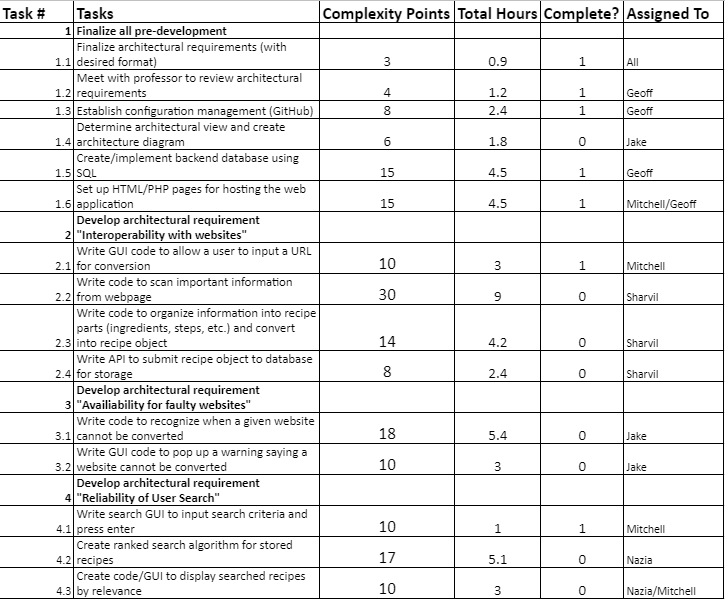 Task # Tasks Complexity Points Total Hours Complete? Assigned To
1 Finalize all pre-development
Finalize architectural requirements (with
1.1 desired format) 3 0.9 1 All
Meet with professor to review architectural
1.2 requirements 4 1.2 1 Geoff
1.3 Establish configuration management (GitHub) 8 2.4 1 Geoff
Determine architectural view and create
1.4 architecture diagram 6 1.8 0 Jake
Create/implement backend database using
1.5 SQL 15 4.5 1 Geoff
Set up HTML/PHP pages for hosting the web
1.6 application 15 4.5 1 Mitchell/Geoff
Develop architectural requirement
2 "Interoperability with websites"
Write GUI code to allow a user to input a URL
2.1 for conversion 10 3 1 Mitchell
Write code to scan important information
2.2 from webpage 30 9 0 Sharvil
Write code to organize information into recipe
parts (ingredients, steps, etc.) and convert
2.3 into recipe object 14 4.2 0 Sharvil
Write API to submit recipe object to database
2.4 for storage 8 2.4 0 Sharvil
Develop architectural requirement
3 "Availiability for faulty websites"
Write code to recognize when a given website
3.1 cannot be converted 18 5.4 0 Jake
Write GUI code to pop up a warning saying a
3.2 website cannot be converted 10 3 0 Jake
Develop architectural requirement
4 "Reliability of User Search"
Write search GUI to input search criteria and
4.1 press enter 10 1 1 Mitchell
Create ranked search algorithm for stored
4.2 recipes 17 5.1 0 Nazia
Create code/GUI to display searched recipes
4.3 by relevance 10 3 0 Nazia/Mitchell